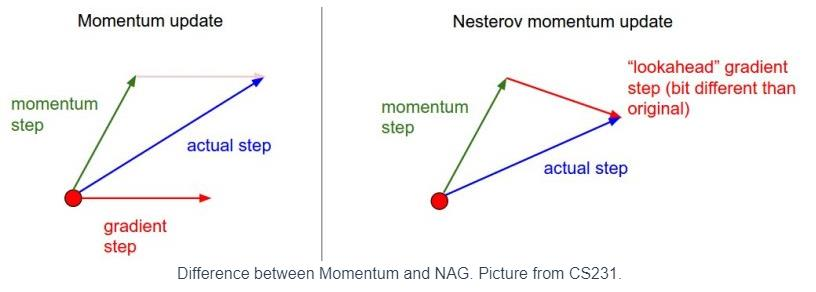 Momentum update
momentum
step
actual step
gradient
step
Nesterov momentum update
momentum
step
“lookahead” gradient
step (bit different than
original)
actual step
Difference between Momentum and NAG. Picture from CS231.